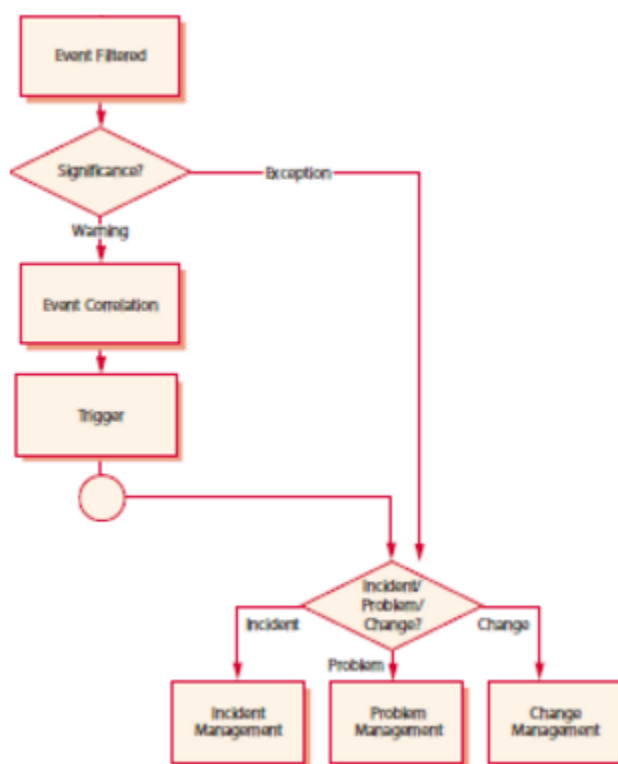 Event Filtered
Significance?
Exception
Warning
Event Correlation
Trigger
Incident/
Problem/
Change?
Incident
Change
Problem
Incident
Management
Problem
Management
Change
Management